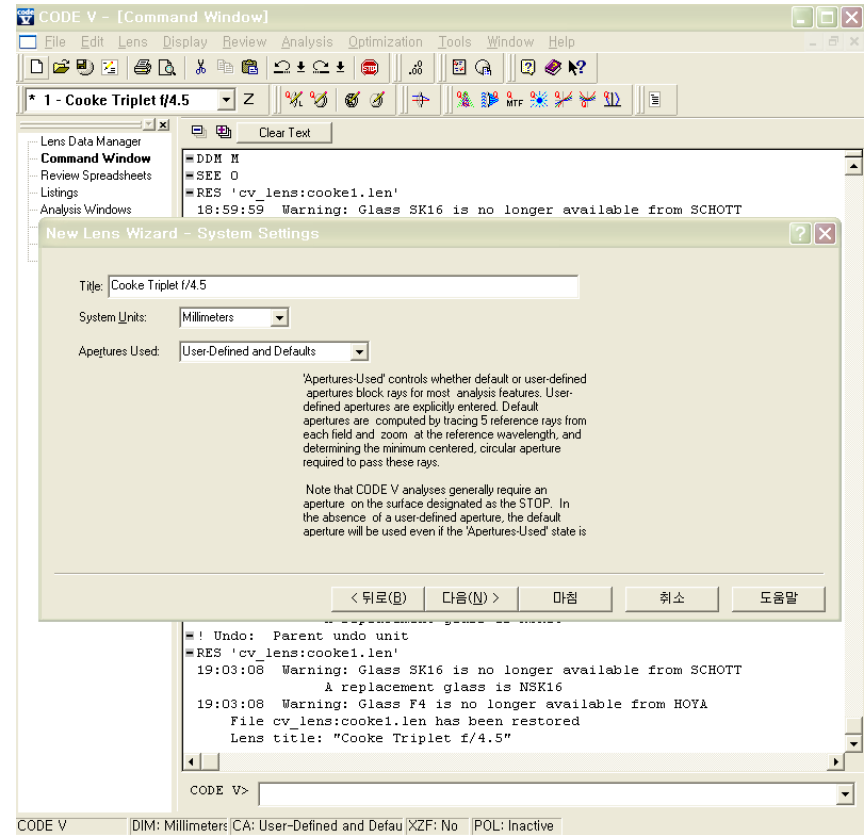 CODE V - [Command Window]
File Edit Lens Display Review Analysis Optimization Tools Window Help
* 1 - Cooke Triplet f/4.5 Z MTF
Clear Text
Lens Data Manager
Command Window
Review Spreadsheets
Listings
Analysis Windows
DDM M
SEE O
RES 'cv_lens:cooke1.len'
18:59:59 Warning: Glass SK16 is no longer available from SCHOTT
New Lens Wizard - System Settings
Title: Cooke Triplet f/4.5
System Units: Millimeters
Apertures Used: User-Defined and Defaults
'Apertures-Used' controls whether default or user-defined
apertures block rays for most analysis features. User-
defined apertures are explicitly entered. Default
apertures are computed by tracing 5 reference rays from
each field and zoom at the reference wavelength, and
determining the minimum centered, circular aperture
required to pass these rays.
Note that CODE V analyses generally require an
aperture on the surface designated as the STOP. In
the absence of a user-defined aperture, the default
aperture will be used even if the 'Apertures-Used' state is
< 뒤로(B) 다음(N) > 마침 취소 도움말
! Undo: Parent undo unit
RES 'cv_lens:cooke1.len'
19:03:08 Warning: Glass SK16 is no longer available from SCHOTT
A replacement glass is NSK16
19:03:08 Warning: Glass F4 is no longer available from HOYA
File cv_lens:cooke1.len has been restored
Lens title: "Cooke Triplet f/4.5"
CODE V>
CODE V DIM: Millimeters CA: User-Defined and Defau XZF: No POL: Inactive